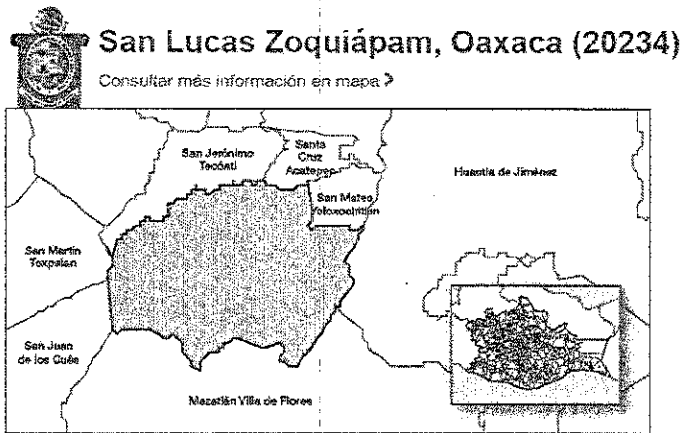 San Lucas Zoquiápam, Oaxaca (20234)
Consultar más información en mapa >
San Jerónimo
Tecóatl
Santa
Cruz
Acatepec
Huautla de Jiménez
San Mateo
Yoloxochitlán
San Martín
Toxpalan
San Juan
de los Cués
Mazatlán Villa de Flores